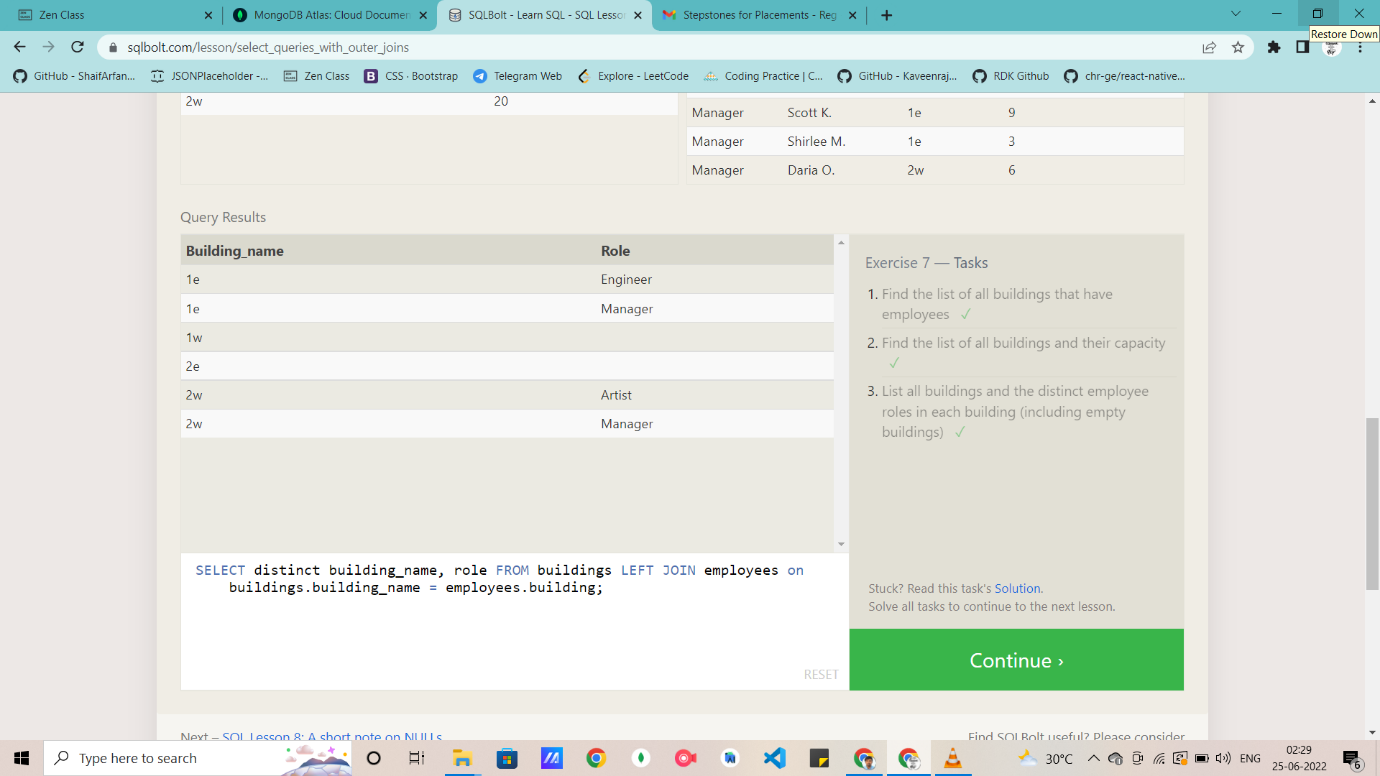 Zen Class
MongoDB Atlas: Cloud Documen
SQLBolt - Learn SQL - SQL Lesson
Stepstones for Placements - Reg
Restore Down
sqlbolt.com/lesson/select_queries_with_outer_joins
GitHub - ShaifArfan...
JSONPlaceholder -...
Zen Class
CSS · Bootstrap
Telegram Web
Explore - LeetCode
Coding Practice | C...
GitHub - Kaveenraj...
RDK Github
chr-ge/react-native...
2w 20
Manager Scott K. 1e 9
Manager Shirlee M. 1e 3
Manager Daria O. 2w 6
Query Results
Building_name Role
1e Engineer
1e Manager
1w
2e
2w Artist
2w Manager
Exercise 7 — Tasks
1. Find the list of all buildings that have
employees ✓
2. Find the list of all buildings and their capacity
✓
3. List all buildings and the distinct employee
roles in each building (including empty
buildings) ✓
SELECT distinct building_name, role FROM buildings LEFT JOIN employees on
buildings.building_name = employees.building;
RESET
Stuck? Read this task's Solution.
Solve all tasks to continue to the next lesson.
Continue ›
Next – SQL Lesson 8: A short note on NULLs
Find SQLBolt useful? Please consider
Type here to search
30°C
ENG
02:29
25-06-2022
6